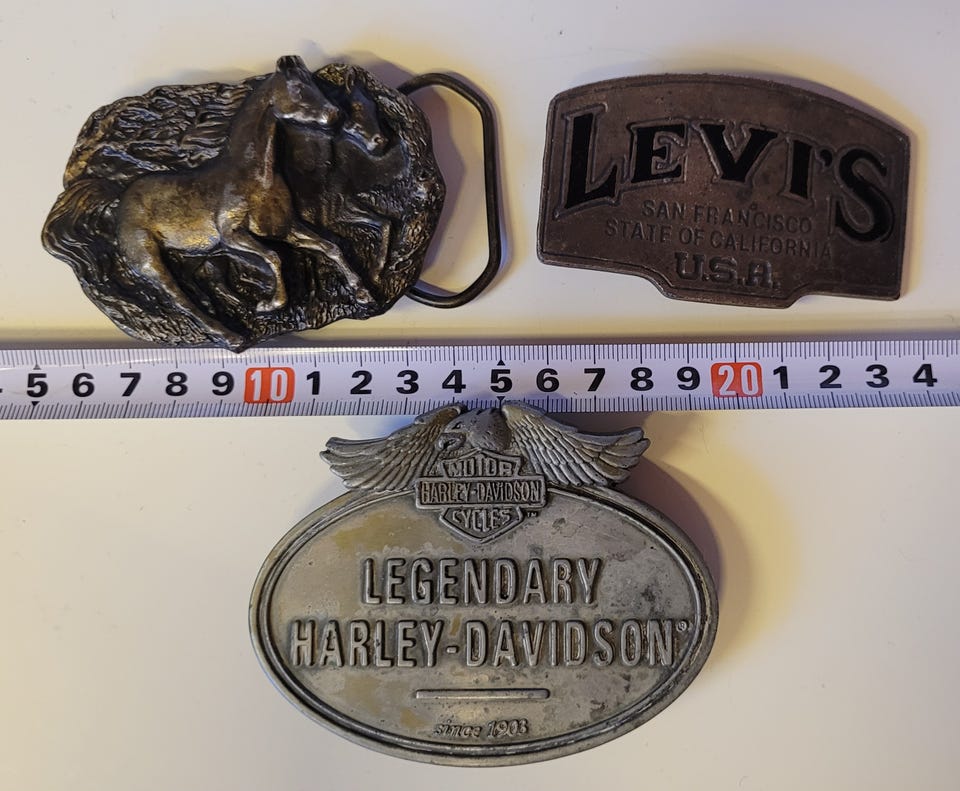 LEVI'S
SAN FRANCISCO
STATE OF CALIFORNIA
U.S.A.
5 6 7 8 9 10 1 2 3 4 5 6 7 8 9 20 1 2 3 4
MOTOR
HARLEY-DAVIDSON
CYCLES ™
LEGENDARY
HARLEY-DAVIDSON®
since 1903